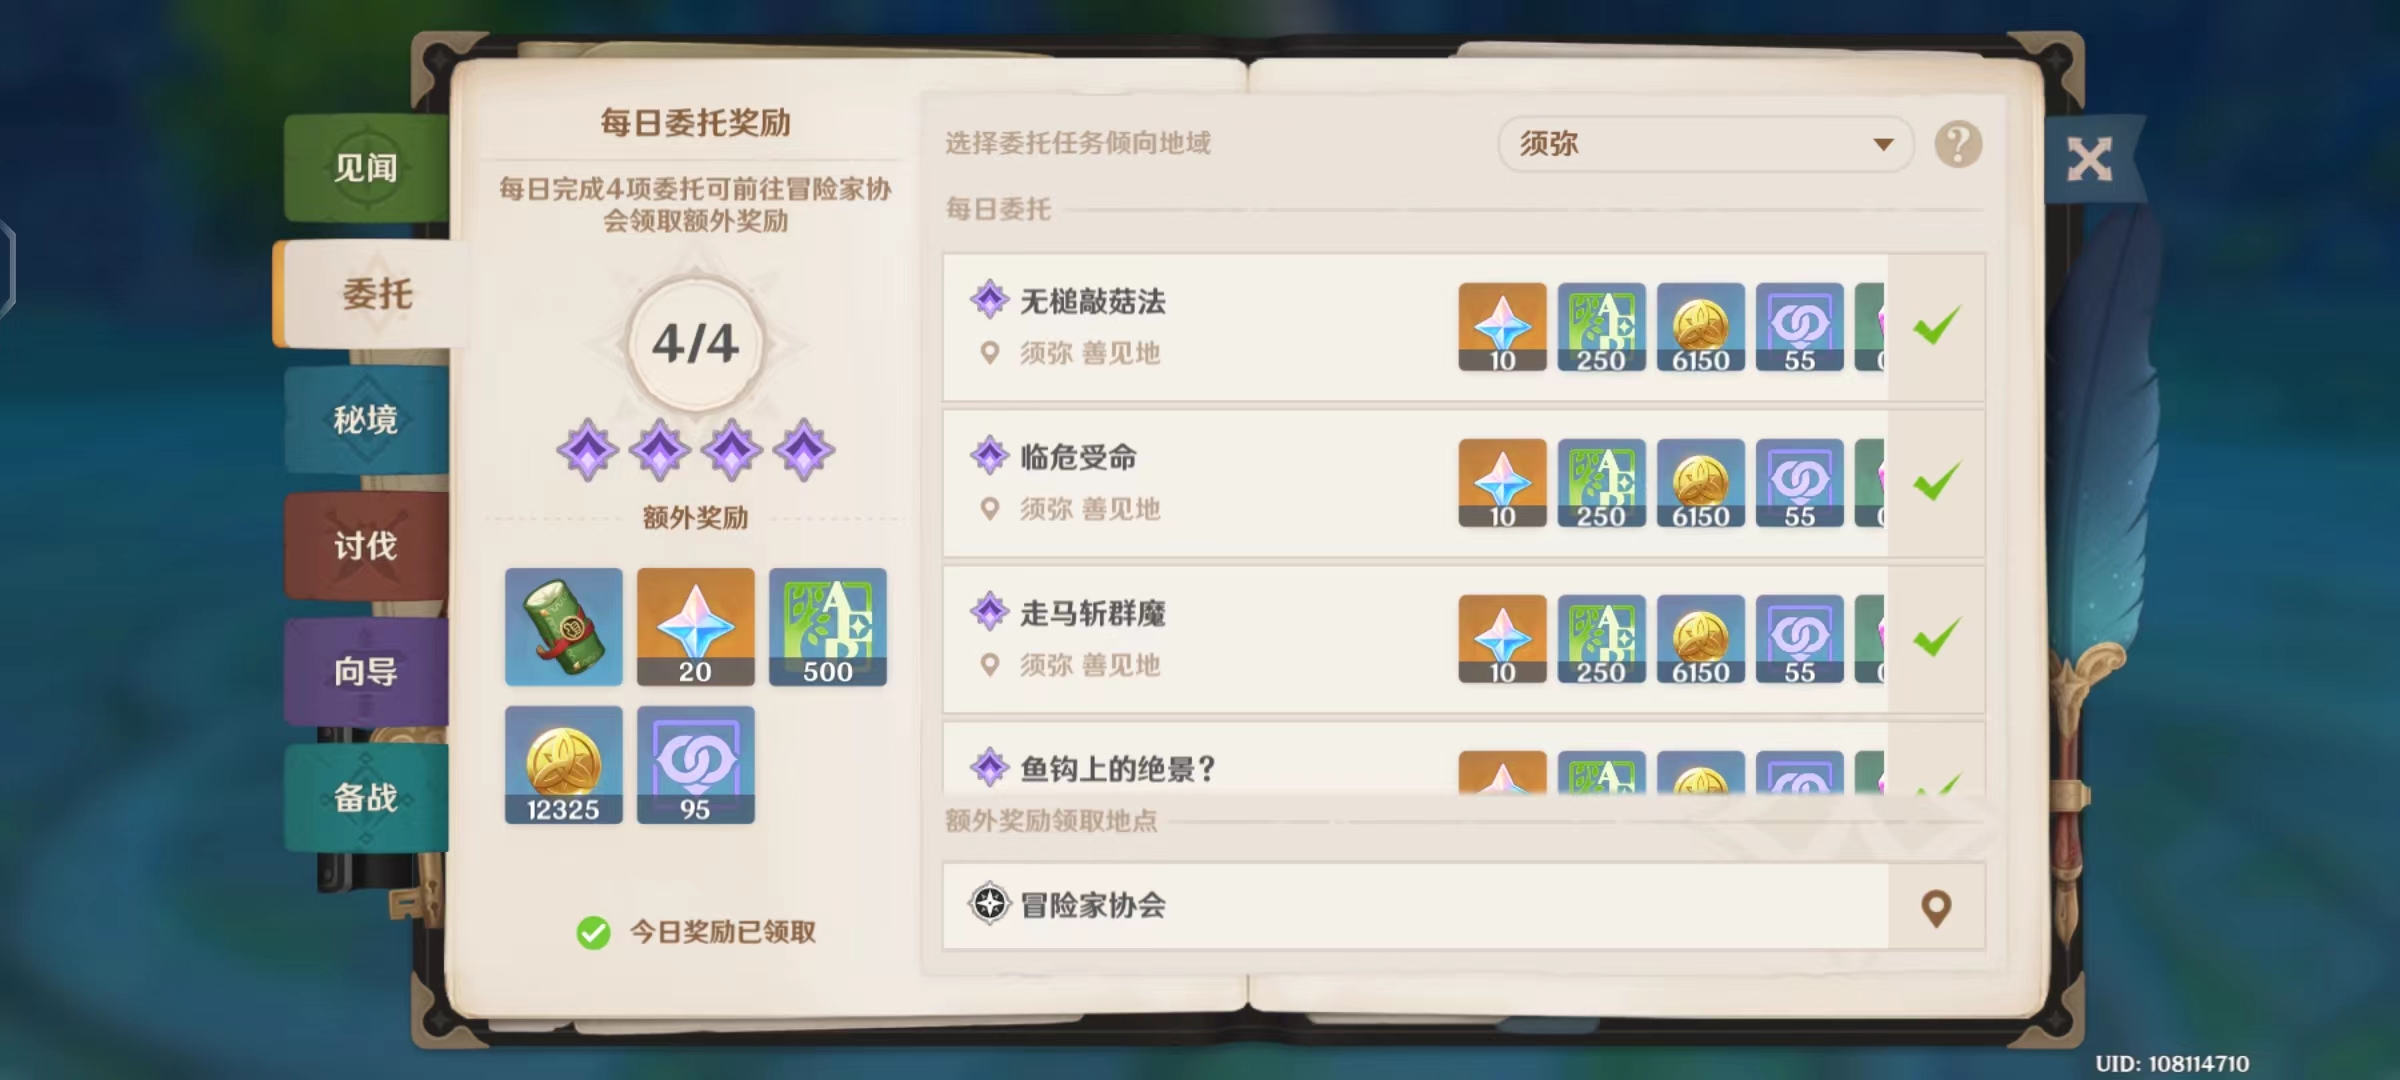 见闻
委托
秘境
讨伐
向导
备战
每日委托奖励
每日完成4项委托可前往冒险家协
会领取额外奖励
4/4
额外奖励
20
500
12325
95
今日奖励已领取
选择委托任务倾向地域
须弥
?
每日委托
无槌敲菇法
10 250 6150 55
须弥 善见地
临危受命
10 250 6150 55
须弥 善见地
走马斩群魔
10 250 6150 55
须弥 善见地
鱼钩上的绝景?
额外奖励领取地点
冒险家协会
UID: 108114710